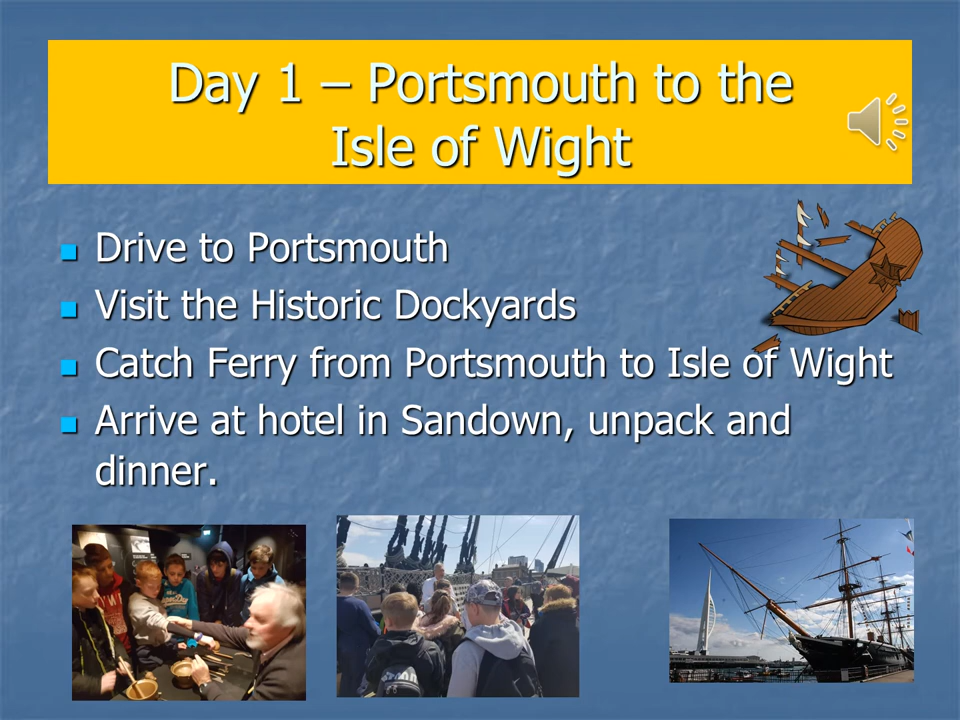 Day 1 – Portsmouth to the
Isle of Wight
Drive to Portsmouth
Visit the Historic Dockyards
Catch Ferry from Portsmouth to Isle of Wight
Arrive at hotel in Sandown, unpack and
dinner.